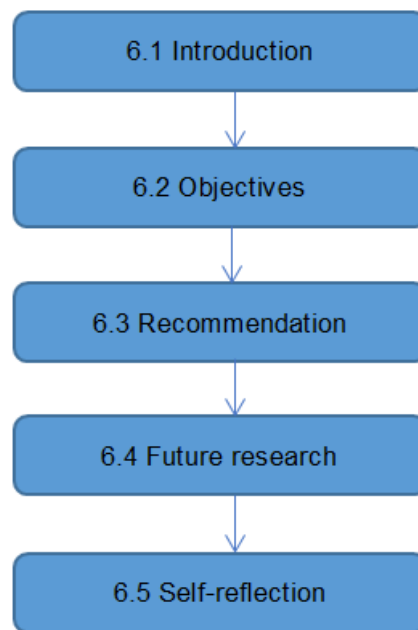 6.1 Introduction
6.2 Objectives
6.3 Recommendation
6.4 Future research
6.5 Self-reflection